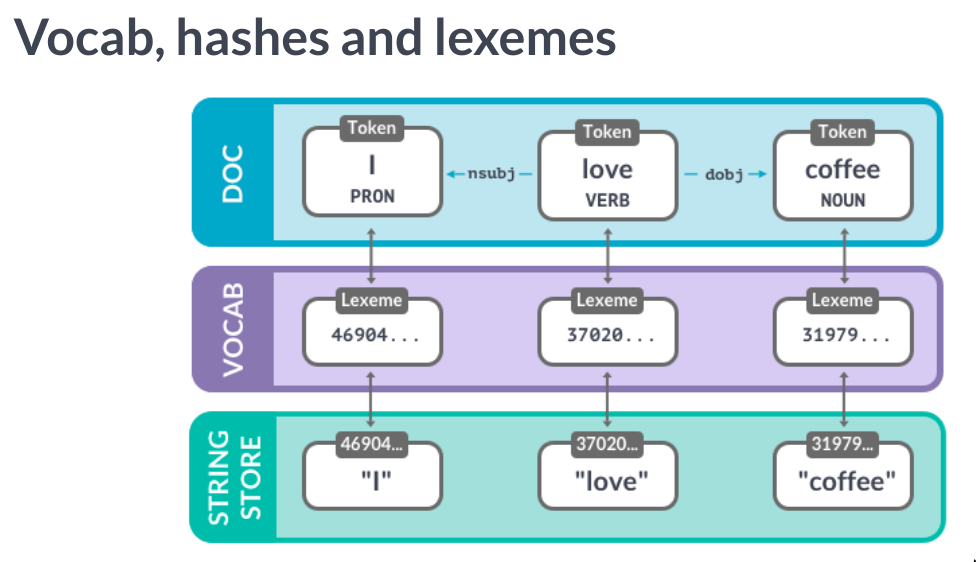 Vocab, hashes and lexemes
DOC
Token
I
PRON
nsubj
Token
love
VERB
dobj
Token
coffee
NOUN
VOCAB
Lexeme
46904...
Lexeme
37020...
Lexeme
31979...
STRING
STORE
46904...
"I"
37020...
"love"
31979...
"coffee"